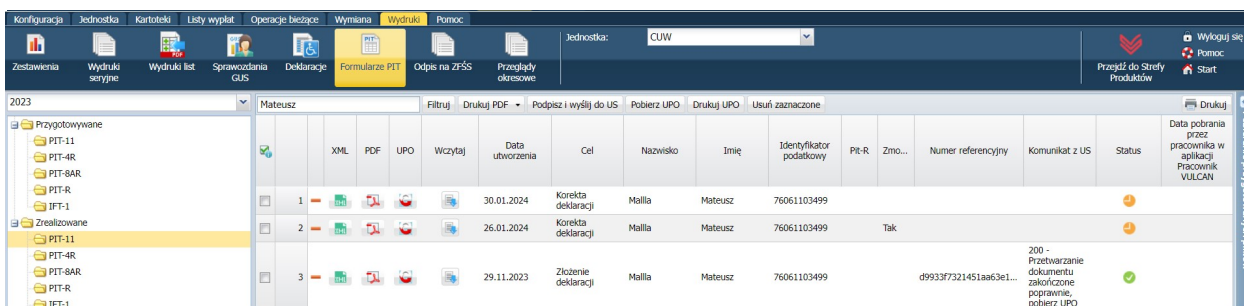 Konfiguracja Jednostka Kartoteki Listy wypłat Operacje bieżące Wymiana Wydruki Pomoc
Jednostka: CUW
Wyloguj się
Pomoc
Start
Zestawienia
Wydruki seryjne
Wydruki list
Sprawozdania GUS
Deklaracje
PIT
Formularze PIT
Odpis na ZFŚS
Przeglądy okresowe
Przejdź do Strefy Produktów
2023
Mateusz Filtruj Drukuj PDF Podpisz i wyślij do US Pobierz UPO Drukuj UPO Usuń zaznaczone Drukuj
Przygotowywane
PIT-11
PIT-4R
PIT-8AR
PIT-R
IFT-1
Zrealizowane
PIT-11
PIT-4R
PIT-8AR
PIT-R
IFT-1
XML PDF UPO Wczytaj Data utworzenia Cel Nazwisko Imię Identyfikator podatkowy Pit-R Zmo... Numer referencyjny Komunikat z US Status Data pobrania przez pracownika w aplikacji Pracownik VULCAN
1 30.01.2024 Korekta deklaracji Mallla Mateusz 76061103499
2 26.01.2024 Korekta deklaracji Mallla Mateusz 76061103499 Tak
3 29.11.2023 Złożenie deklaracji Mallla Mateusz 76061103499 d9933f7321451aa63e1... 200 - Przetwarzanie dokumentu zakończone poprawnie, pobierz UPO